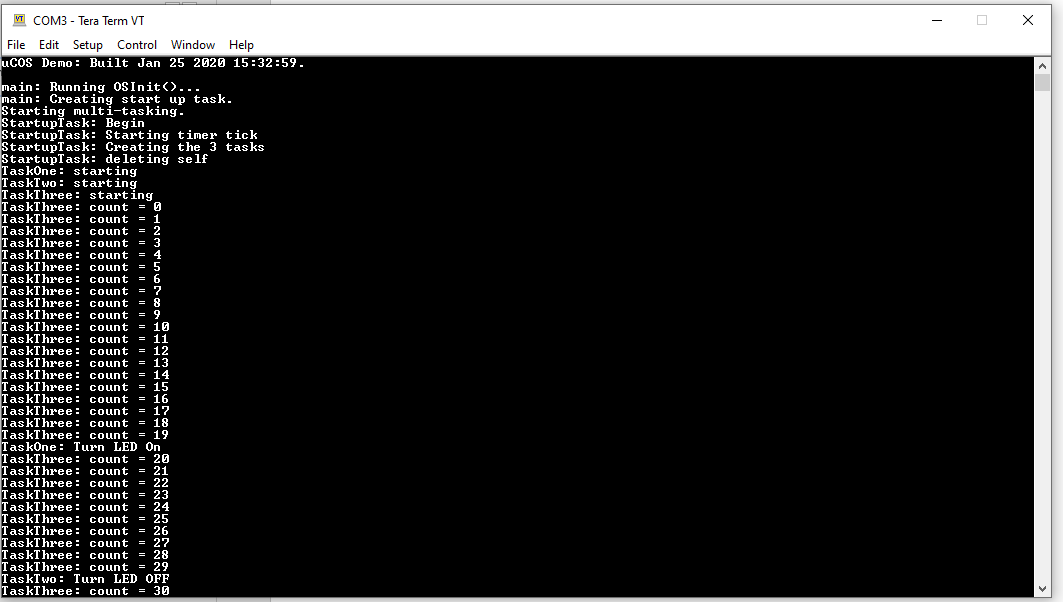 COM3 - Tera Term VT
File Edit Setup Control Window Help
uCOS Demo: Built Jan 25 2020 15:32:59.
main: Running OSInit()...
main: Creating start up task.
Starting multi-tasking.
StartupTask: Begin
StartupTask: Starting timer tick
StartupTask: Creating the 3 tasks
StartupTask: deleting self
TaskOne: starting
TaskTwo: starting
TaskThree: starting
TaskThree: count = 0
TaskThree: count = 1
TaskThree: count = 2
TaskThree: count = 3
TaskThree: count = 4
TaskThree: count = 5
TaskThree: count = 6
TaskThree: count = 7
TaskThree: count = 8
TaskThree: count = 9
TaskThree: count = 10
TaskThree: count = 11
TaskThree: count = 12
TaskThree: count = 13
TaskThree: count = 14
TaskThree: count = 15
TaskThree: count = 16
TaskThree: count = 17
TaskThree: count = 18
TaskThree: count = 19
TaskOne: Turn LED On
TaskThree: count = 20
TaskThree: count = 21
TaskThree: count = 22
TaskThree: count = 23
TaskThree: count = 24
TaskThree: count = 25
TaskThree: count = 26
TaskThree: count = 27
TaskThree: count = 28
TaskThree: count = 29
TaskTwo: Turn LED OFF
TaskThree: count = 30